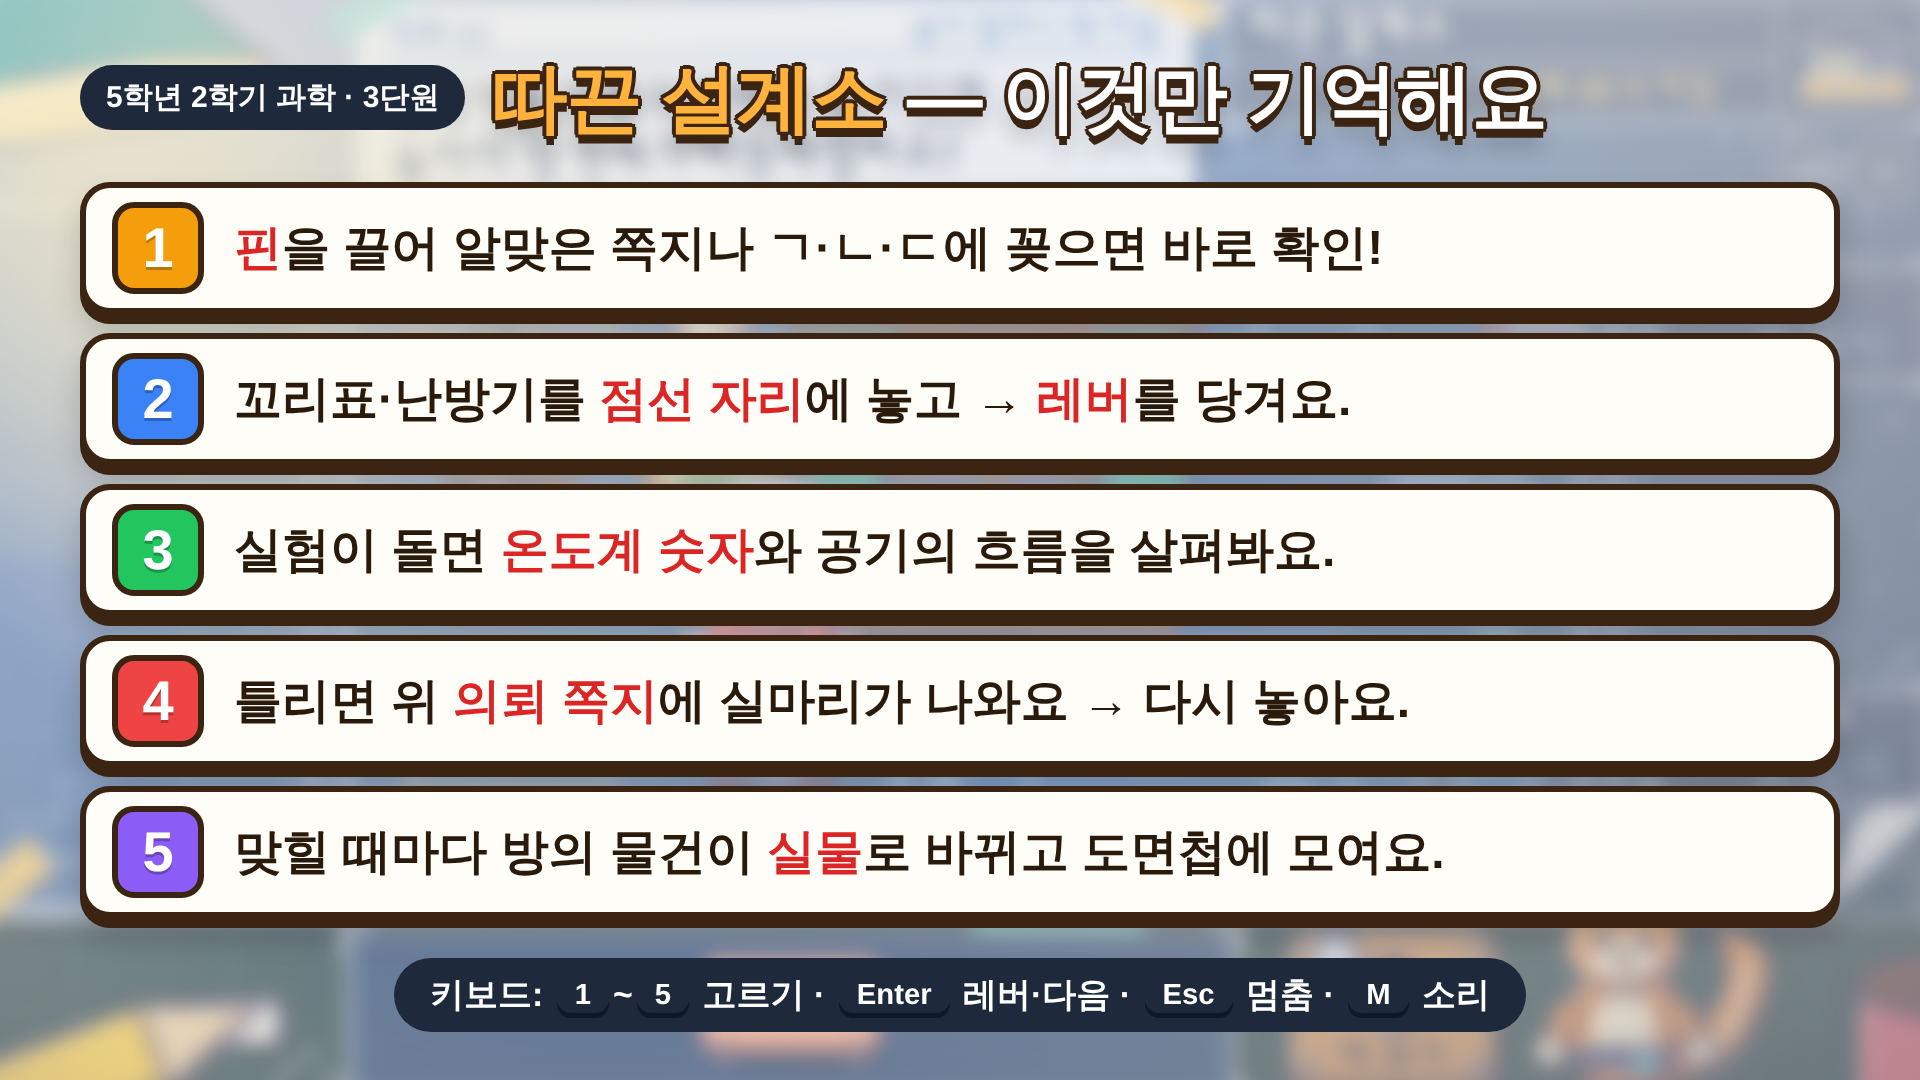 5학년 2학기 과학 · 3단원
따끈 설계소 — 이것만 기억해요
1 핀을 끌어 알맞은 쪽지나 ㄱ·ㄴ·ㄷ에 꽂으면 바로 확인!
2 꼬리표·난방기를 점선 자리에 놓고 → 레버를 당겨요.
3 실험이 돌면 온도계 숫자와 공기의 흐름을 살펴봐요.
4 틀리면 위 의뢰 쪽지에 실마리가 나와요 → 다시 놓아요.
5 맞힐 때마다 방의 물건이 실물로 바뀌고 도면첩에 모여요.
키보드: 1 ~ 5 고르기 · Enter 레버·다음 · Esc 멈춤 · M 소리